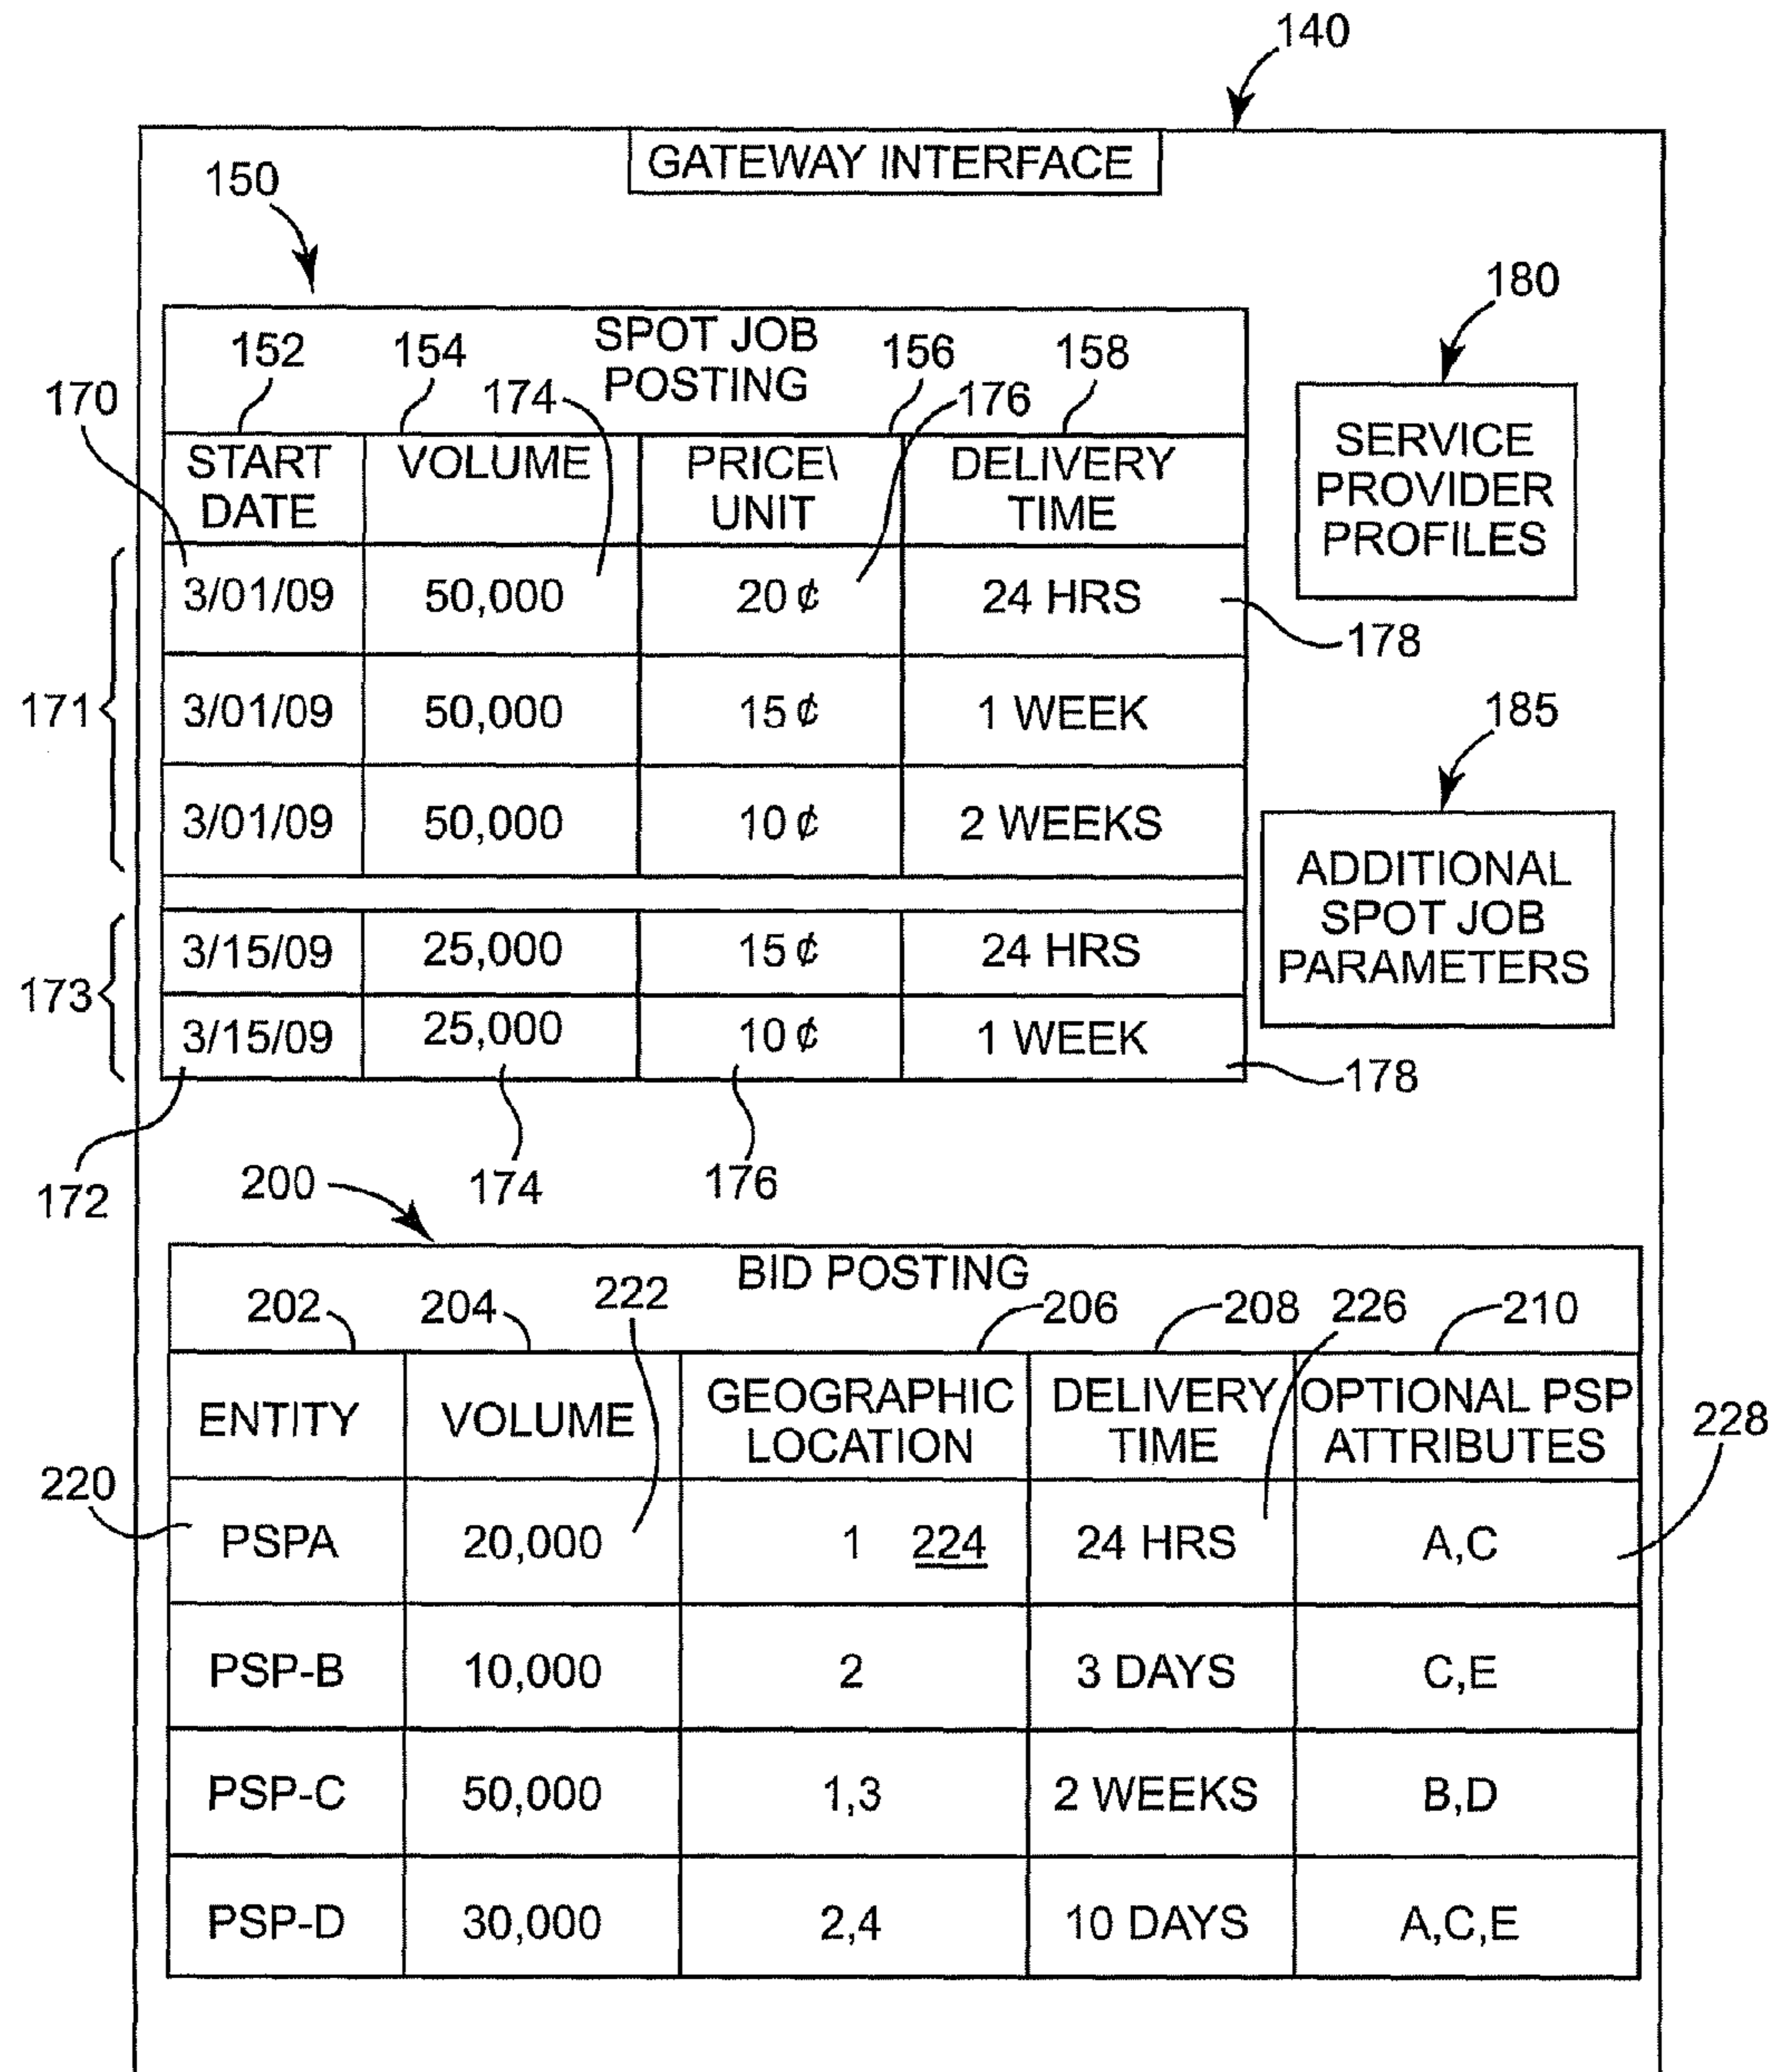 140
GATEWAY INTERFACE
150
180
SPOT JOB
POSTING
152
154
156
158
170
174
176
SERVICE
PROVIDER
PROFILES
START
DATE
VOLUME
PRICE\
UNIT
DELIVERY
TIME
3/01/09 50,000 20 ¢ 24 HRS
178
171
3/01/09 50,000 15 ¢ 1 WEEK
185
3/01/09 50,000 10 ¢ 2 WEEKS
ADDITIONAL
SPOT JOB
PARAMETERS
173
3/15/09 25,000 15 ¢ 24 HRS
3/15/09 25,000 10 ¢ 1 WEEK
178
172
174
176
200
BID POSTING
202
204
222
206
208
226
210
ENTITY
VOLUME
GEOGRAPHIC
LOCATION
DELIVERY
TIME
OPTIONAL PSP
ATTRIBUTES
228
220
PSPA 20,000 1 224 24 HRS A,C
PSP-B 10,000 2 3 DAYS C,E
PSP-C 50,000 1,3 2 WEEKS B,D
PSP-D 30,000 2,4 10 DAYS A,C,E